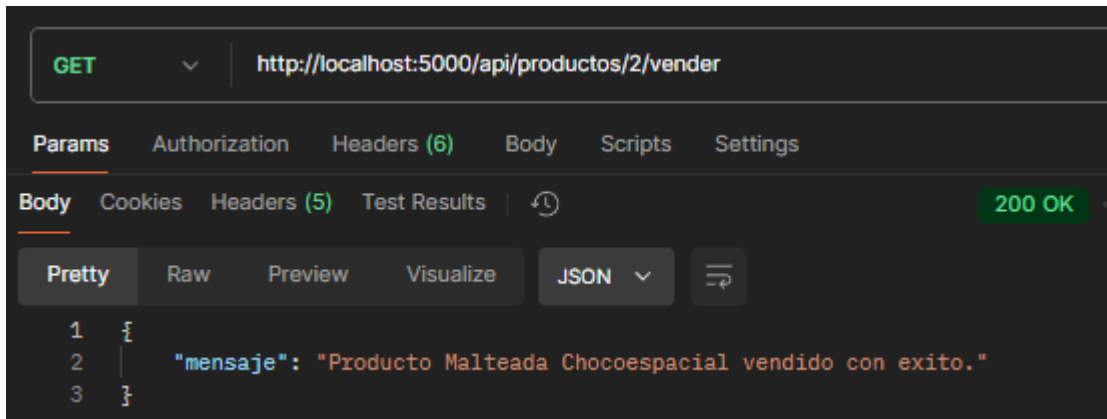 GET http://localhost:5000/api/productos/2/vender
Params Authorization Headers (6) Body Scripts Settings
Body Cookies Headers (5) Test Results 200 OK
Pretty Raw Preview Visualize JSON
1 {
2 "mensaje": "Producto Malteada Chocoespacial vendido con exito."
3 }